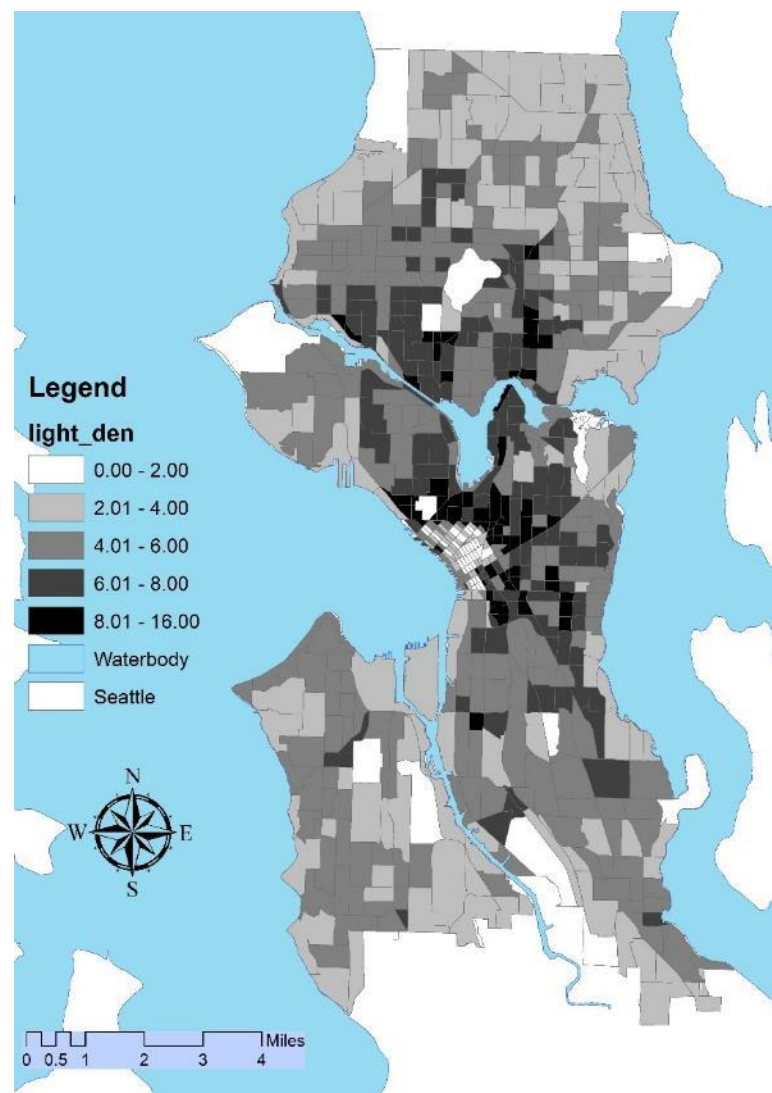 Legend
light_den
0.00 - 2.00
2.01 - 4.00
4.01 - 6.00
6.01 - 8.00
8.01 - 16.00
Waterbody
Seattle
N
W E
S
Miles
0 0.5 1 2 3 4